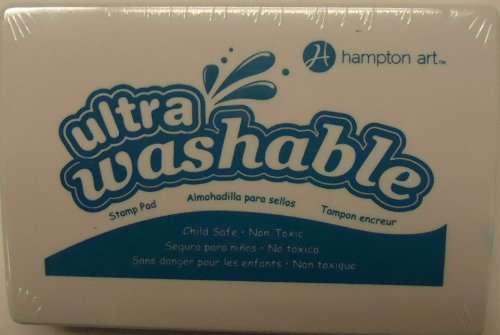 hampton art™
ultra
washable
Stamp Pad Almohadilla para sellos Tampon encreur
Child Safe • Non Toxic
Seguro para niños • No toxico
Sans danger pour les enfants • Non toxique